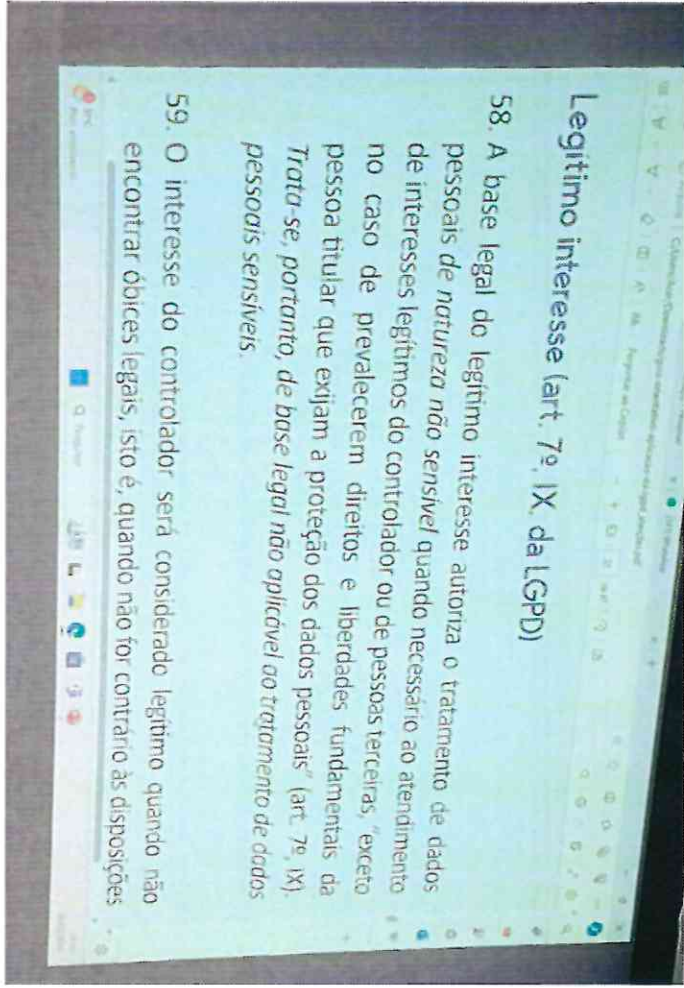 Legítimo interesse (art. 7º, IX, da LGPD)
58. A base legal do legítimo interesse autoriza o tratamento de dados
pessoais de natureza não sensível quando necessário ao atendimento
de interesses legítimos do controlador ou de pessoas terceiras, "exceto
no caso de prevalecerem direitos e liberdades fundamentais da
pessoa titular que exijam a proteção dos dados pessoais" (art. 7º, IX).
Trata-se, portanto, de base legal não aplicável ao tratamento de dados
pessoais sensíveis.
59. O interesse do controlador será considerado legítimo quando não
encontrar óbices legais, isto é, quando não for contrário às disposições